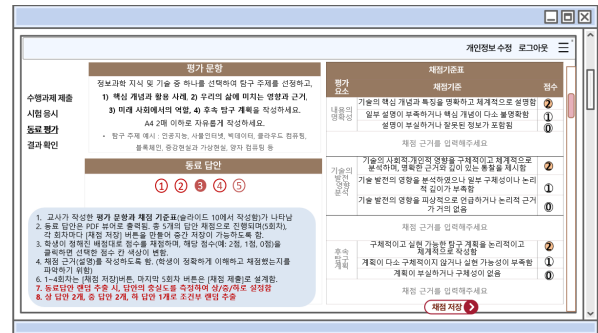 개인정보 수정 로그아웃
수행과제 제출
시험 응시
동료 평가
결과 확인
평가 문항
정보과학 지식 및 기술 중 하나를 선택하여 탐구 주제를 선정하고,
1) 핵심 개념과 활용 사례, 2) 우리의 삶에 미치는 영향과 근거,
3) 미래 사회에서의 역할, 4) 후속 탐구 계획을 작성하세요.
A4 2매 이하로 자유롭게 작성하세요.
- 탐구 주제 예시 : 인공지능, 사물인터넷, 빅데이터, 클라우드 컴퓨팅,
블록체인, 증강현실과 가상현실, 양자 컴퓨팅 등
동료 답안
① ② ❸ ④ ⑤
1. 교사가 작성한 평가 문항과 채점 기준표(슬라이드 10에서 작성함)가 나타남
2. 동료 답안은 PDF 뷰어로 출력됨. 총 5개의 답안 채점으로 진행되며(5회차),
각 회차마다 [채점 저장] 버튼을 만들어 중간 저장이 가능하도록 함.
3. 학생이 정해진 배점대로 점수를 채점하며, 해당 점수(예: 2점, 1점, 0점)을
클릭하면 선택한 점수 칸 색상이 변함.
4. 채점 근거(설명)를 작성하도록 함. (학생이 정확하게 이해하고 채점했는지를
파악하기 위함)
5. 1~4회차는 [채점 저장]버튼, 마지막 5회차 버튼은 [채점 제출]로 설계함.
7. 동료답안 랜덤 추출 시, 답안의 충실도를 측정하여 상/중/하로 설정함
8. 상 답안 2개, 중 답안 2개, 하 답안 1개로 조건부 랜덤 추출
채점기준표
평가 요소 채점기준 점수
내용의 명확성
기술의 핵심 개념과 특징을 명확하고 체계적으로 설명함 ②
일부 설명이 부족하거나 핵심 개념이 다소 불명확함 ①
설명이 부실하거나 잘못된 정보가 포함됨 ⓪
채점 근거를 입력해주세요
기술의 발전 영향 분석
기술의 사회적·개인적 영향을 구체적이고 체계적으로
분석하며, 명확한 근거와 깊이 있는 통찰을 제시함 ②
기술 발전의 영향을 분석하였으나 일부 구체성이나 논리
적 깊이가 부족함 ①
기술 발전의 영향을 피상적으로 언급하거나 논리적 근거
가 거의 없음 ⓪
채점 근거를 입력해주세요
후속 탐구 계획
구체적이고 실현 가능한 탐구 계획을 논리적이고
체계적으로 작성함 ②
계획이 다소 구체적이지 않거나 실현 가능성이 부족함 ①
계획이 부실하거나 구체성이 없음 ⓪
채점 근거를 입력해주세요
채점 저장